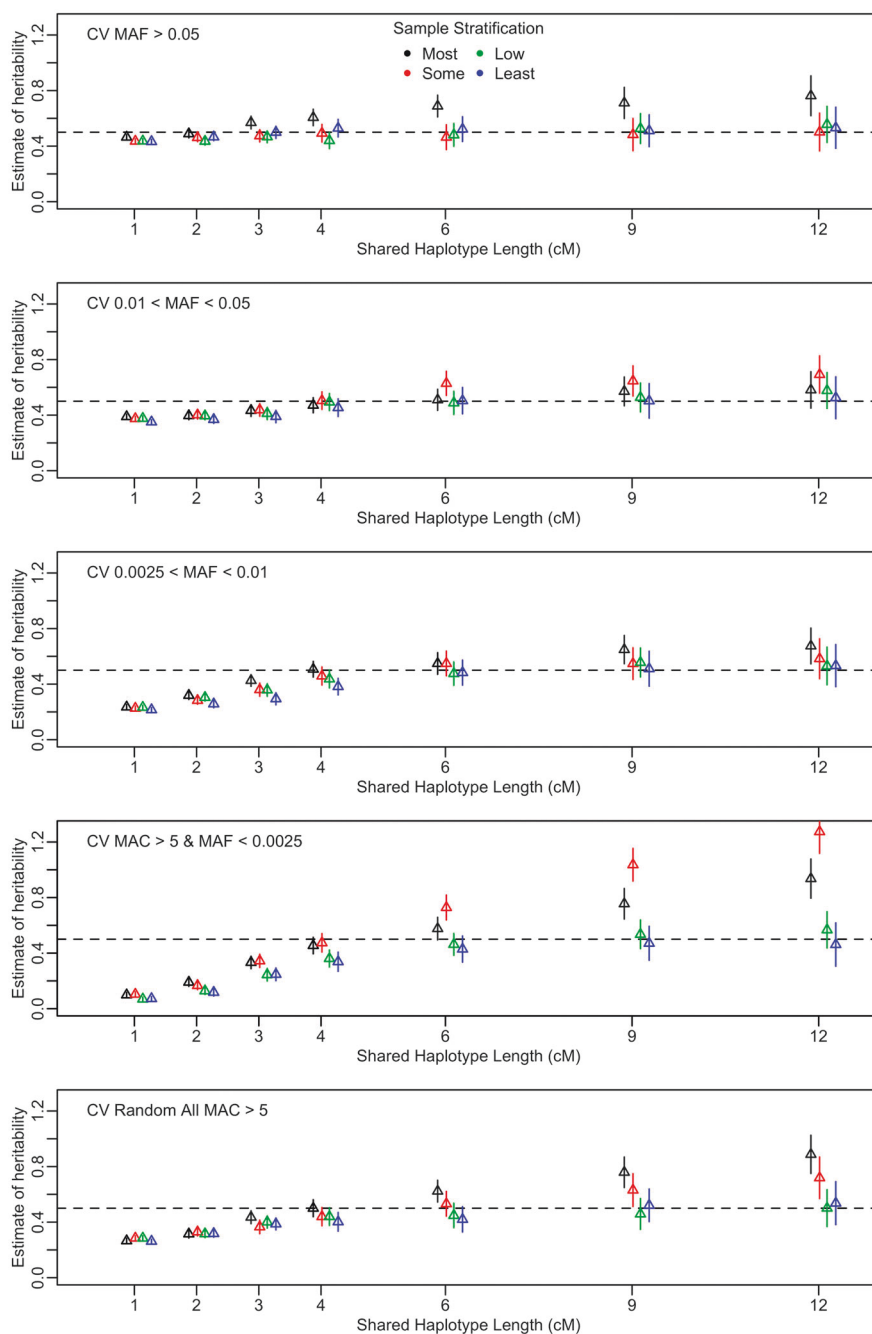 CV MAF > 0.05
Sample Stratification
Most
Low
Some
Least
Estimate of heritability
1.2
0.8
0.4
0.0
1 2 3 4 6 9 12
Shared Haplotype Length (cM)
CV 0.01 < MAF < 0.05
Estimate of heritability
1.2
0.8
0.4
0.0
1 2 3 4 6 9 12
Shared Haplotype Length (cM)
CV 0.0025 < MAF < 0.01
Estimate of heritability
1.2
0.8
0.4
0.0
1 2 3 4 6 9 12
Shared Haplotype Length (cM)
CV MAC > 5 & MAF < 0.0025
Estimate of heritability
1.2
0.8
0.4
0.0
1 2 3 4 6 9 12
Shared Haplotype Length (cM)
CV Random All MAC > 5
Estimate of heritability
1.2
0.8
0.4
0.0
1 2 3 4 6 9 12
Shared Haplotype Length (cM)